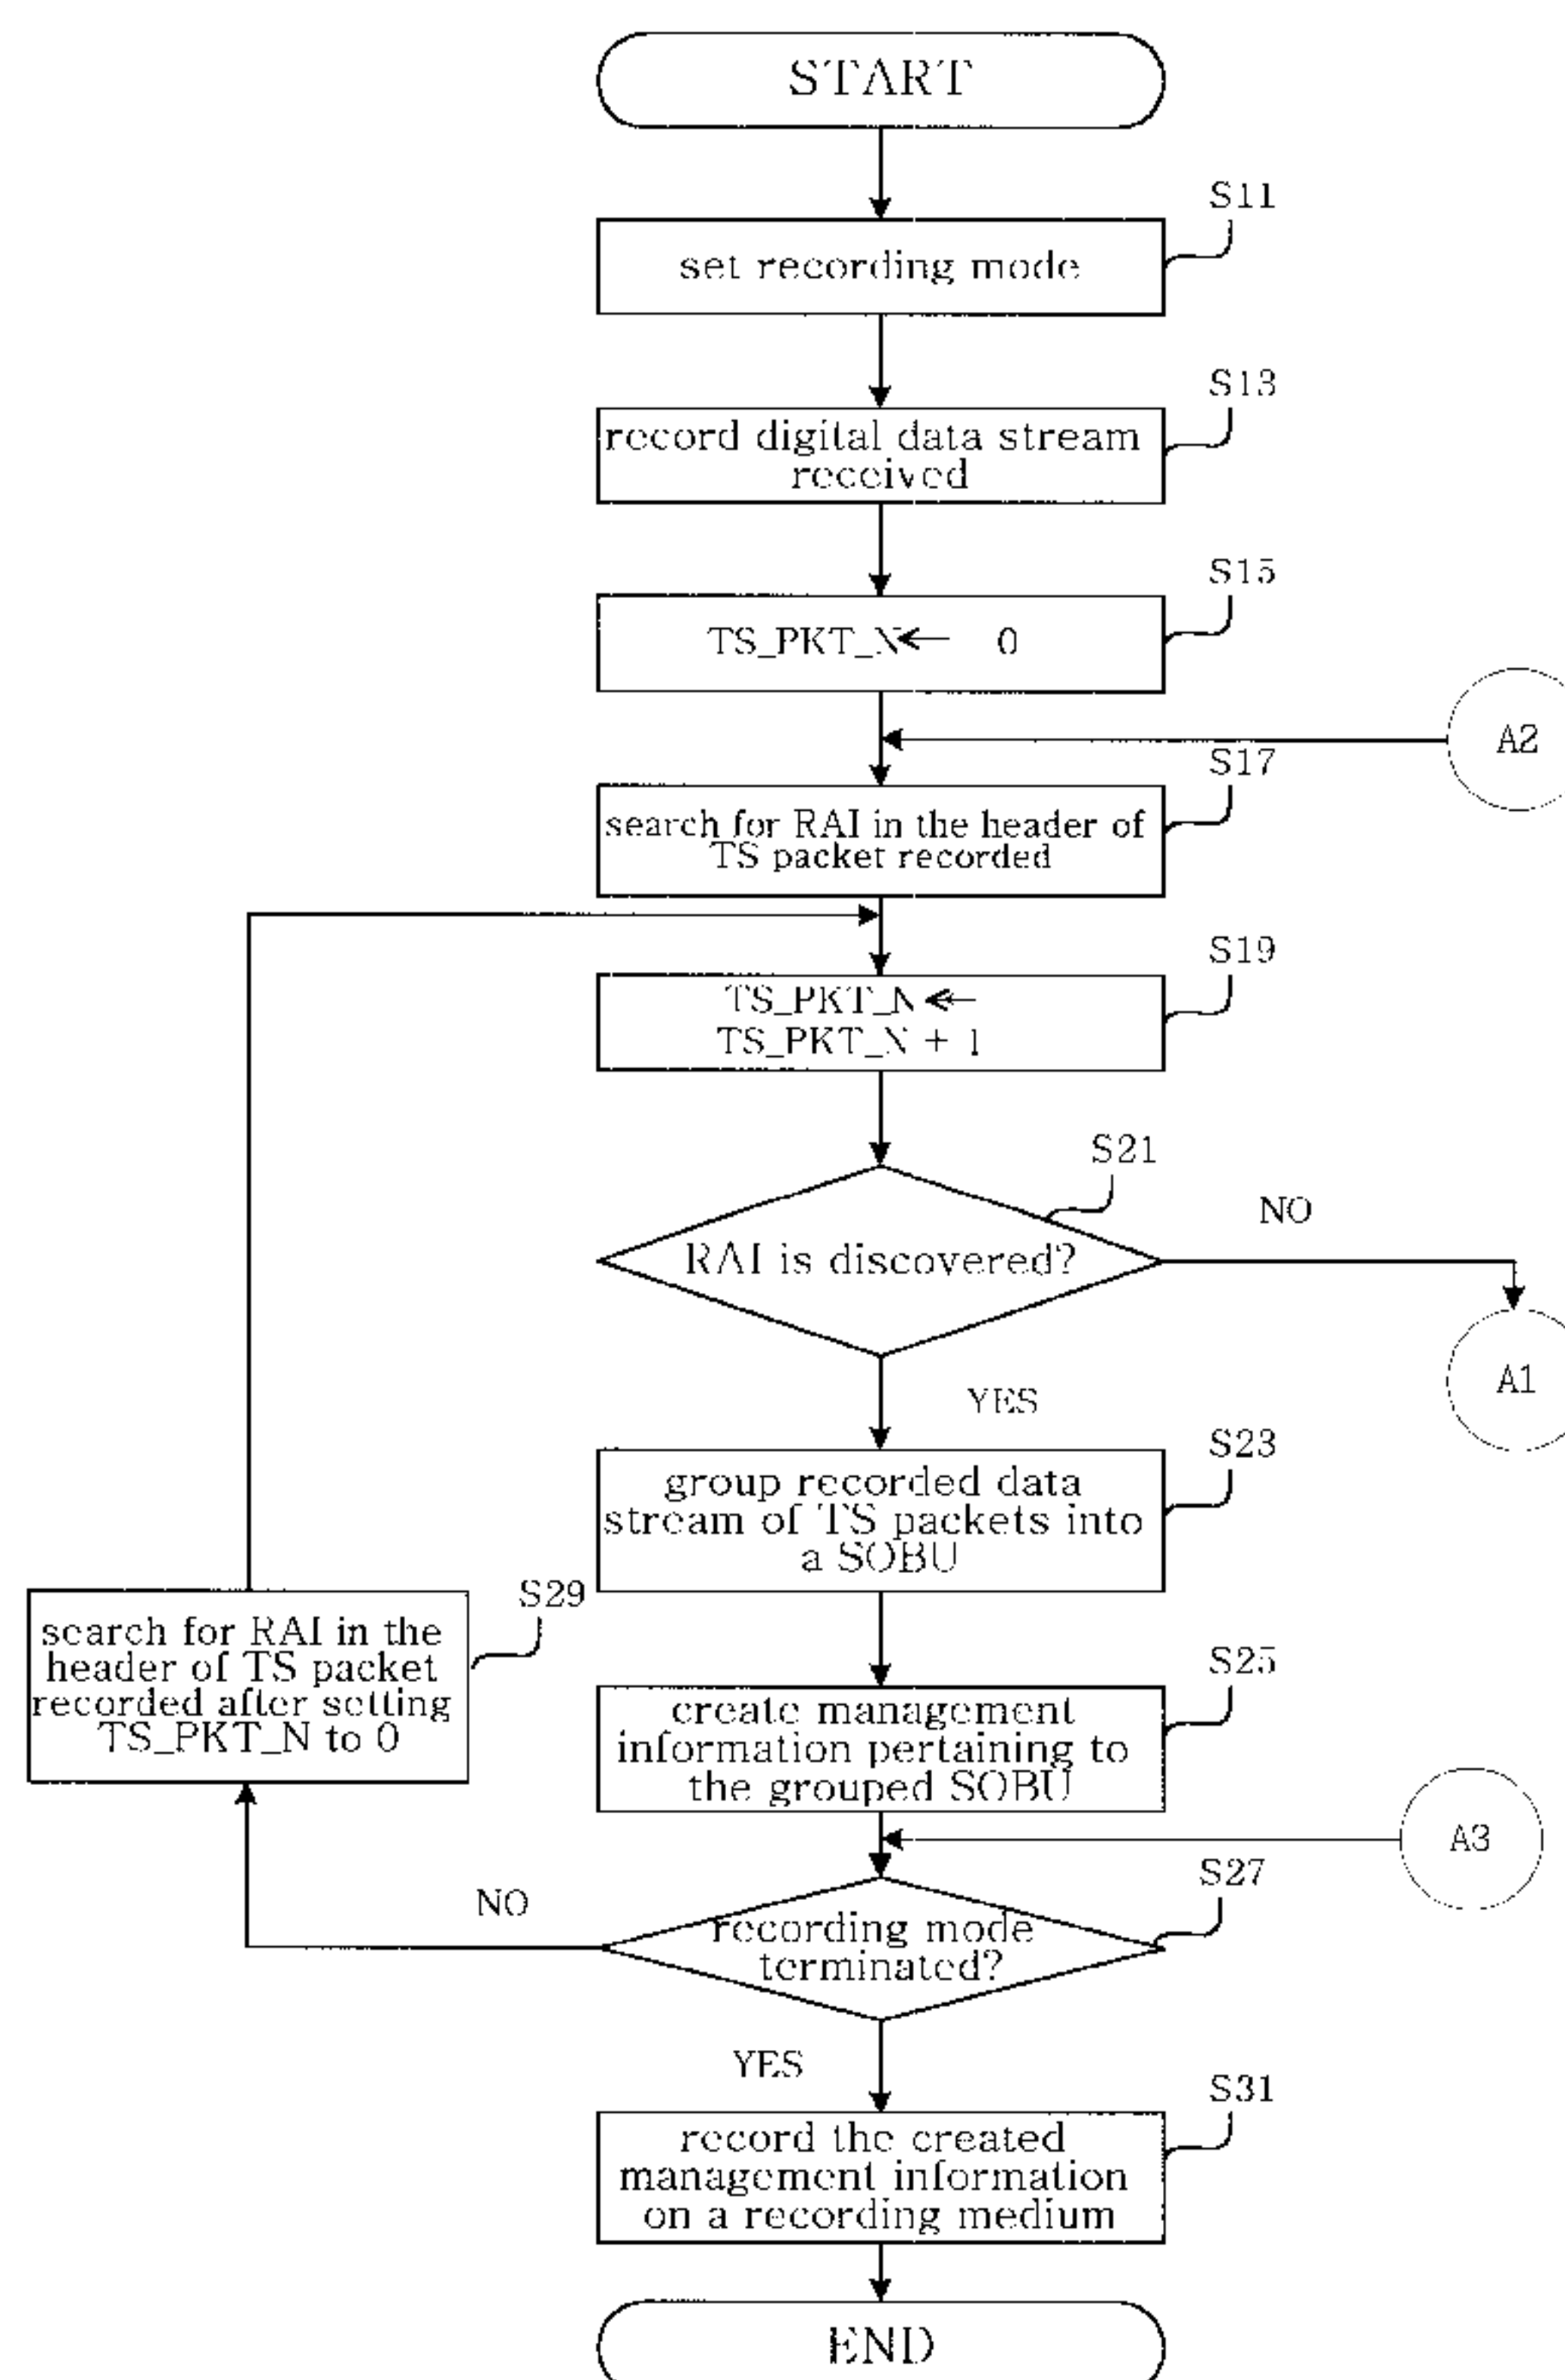 START
S11
set recording mode
S13
record digital data stream
received
S15
TS_PKT_N← 0
A2
S17
search for RAI in the header of
TS packet recorded
S19
TS_PKT_N ←
TS_PKT_N + 1
S21
NO
RAI is discovered?
A1
YES
S23
group recorded data
stream of TS packets into
a SOBU
S29
search for RAI in the
header of TS packet
recorded after setting
TS_PKT_N to 0
S25
create management
information pertaining to
the grouped SOBU
A3
S27
NO
recording mode
terminated?
YES
S31
record the created
management information
on a recording medium
END